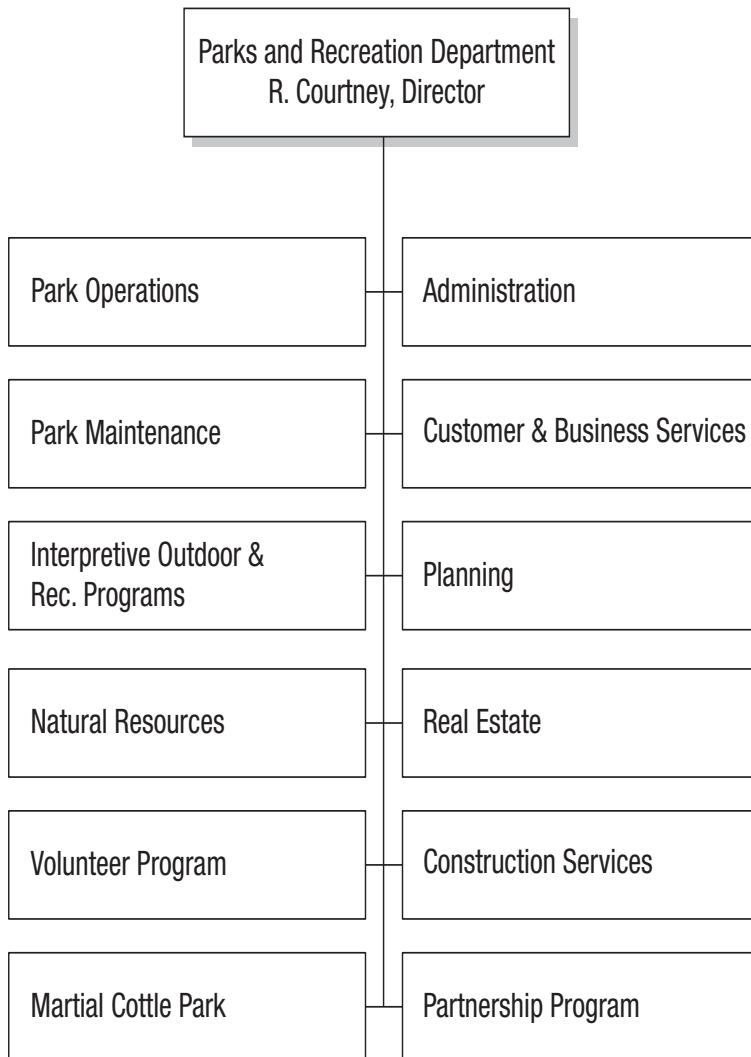 Parks and Recreation Department
R. Courtney, Director
Park Operations
Administration
Park Maintenance
Customer & Business Services
Interpretive Outdoor &
Rec. Programs
Planning
Natural Resources
Real Estate
Volunteer Program
Construction Services
Martial Cottle Park
Partnership Program